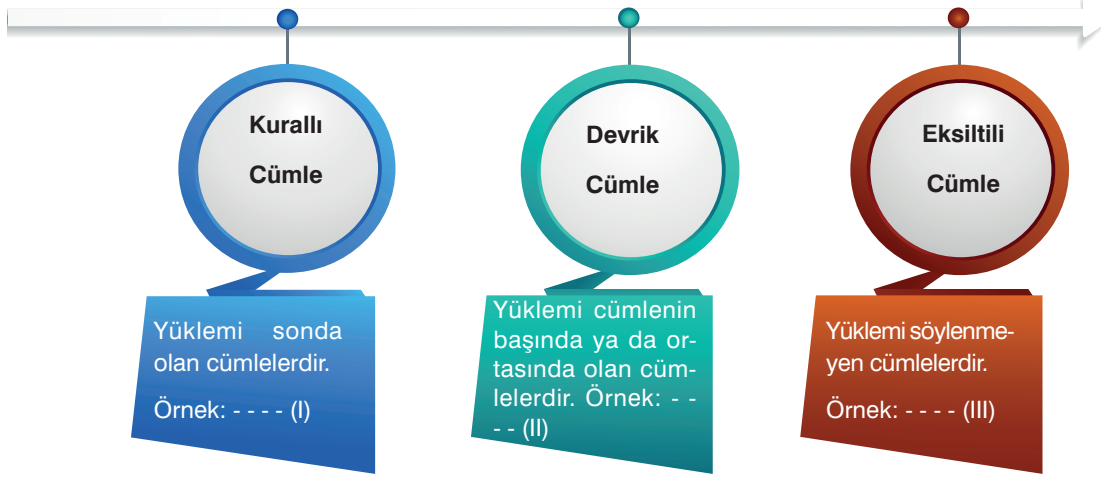 Kurallı
Cümle
Devrik
Cümle
Eksiltili
Cümle
Yüklemi sonda
olan cümlelerdir.
Örnek: - - - - (I)
Yüklemi cümlenin
başında ya da or-
tasında olan cüm-
lelerdir. Örnek: - -
- - (II)
Yüklemi söylenme-
yen cümlelerdir.
Örnek: - - - - (III)